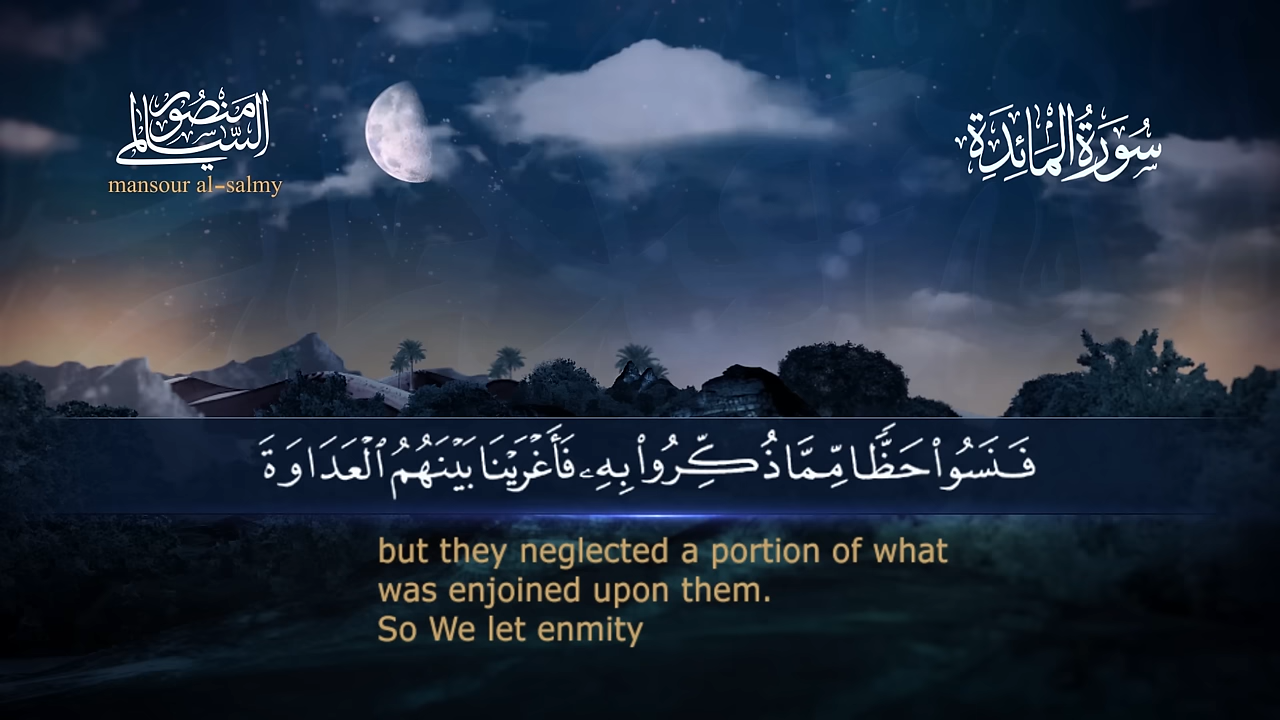 منصور
السالمي
mansour al-salmy
سُورَةُ المَائِدَةِ
فَنَسُوا۟ حَظًّا مِّمَّا ذُكِّرُوا۟ بِهِۦ فَأَغْرَيْنَا بَيْنَهُمُ ٱلْعَدَاوَةَ
but they neglected a portion of what
was enjoined upon them.
So We let enmity